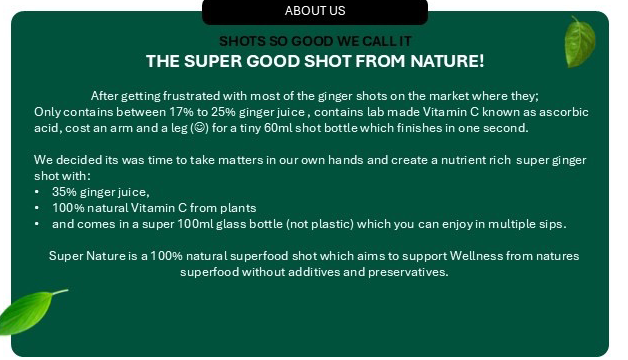 ABOUT US
SHOTS SO GOOD WE CALL IT
THE SUPER GOOD SHOT FROM NATURE!
After getting frustrated with most of the ginger shots on the market where they;
Only contains between 17% to 25% ginger juice , contains lab made Vitamin C known as ascorbic
acid, cost an arm and a leg (☺) for a tiny 60ml shot bottle which finishes in one second.
We decided its was time to take matters in our own hands and create a nutrient rich super ginger
shot with:
• 35% ginger juice,
• 100% natural Vitamin C from plants
• and comes in a super 100ml glass bottle (not plastic) which you can enjoy in multiple sips.
Super Nature is a 100% natural superfood shot which aims to support Wellness from natures
superfood without additives and preservatives.